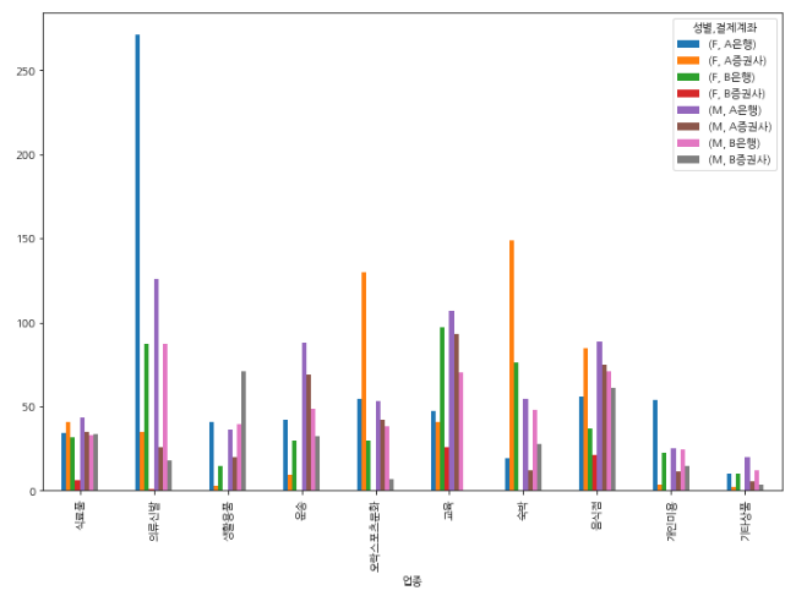 성별,결제계좌
(F, A은행)
(F, A증권사)
(F, B은행)
(F, B증권사)
(M, A은행)
(M, A증권사)
(M, B은행)
(M, B증권사)
250
200
150
100
50
0
식료품
의류신발
생활용품
운송
오락스포츠문화
교육
숙박
음식점
개인미용
기타상품
업종